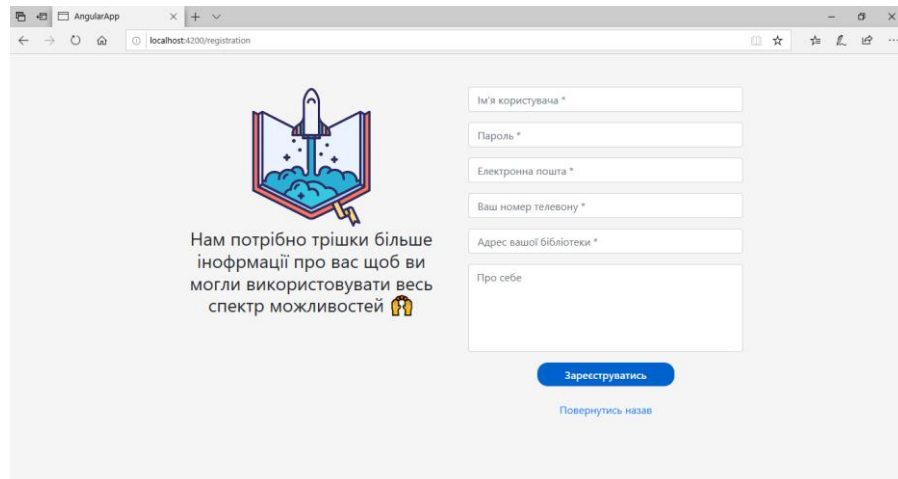 AngularApp
localhost:4200/registration
Нам потрібно трішки більше
інофрмації про вас щоб ви
могли використовувати весь
спектр можливостей
Ім'я користувача *
Пароль *
Електронна пошта *
Ваш номер телевону *
Адрес вашої бібліотеки *
Про себе
Зареєструватись
Повернутись назав